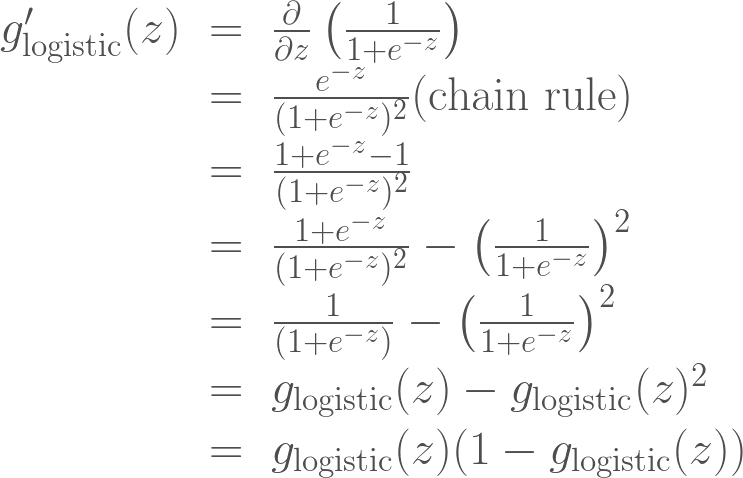 g′_logistic(z) = ∂/∂z (1/(1+e^{−z}))
= e^{−z}/(1+e^{−z})² (chain rule)
= (1+e^{−z}−1)/(1+e^{−z})²
= (1+e^{−z})/(1+e^{−z})² − (1/(1+e^{−z}))²
= 1/(1+e^{−z}) − (1/(1+e^{−z}))²
= g_logistic(z) − g_logistic(z)²
= g_logistic(z)(1 − g_logistic(z))